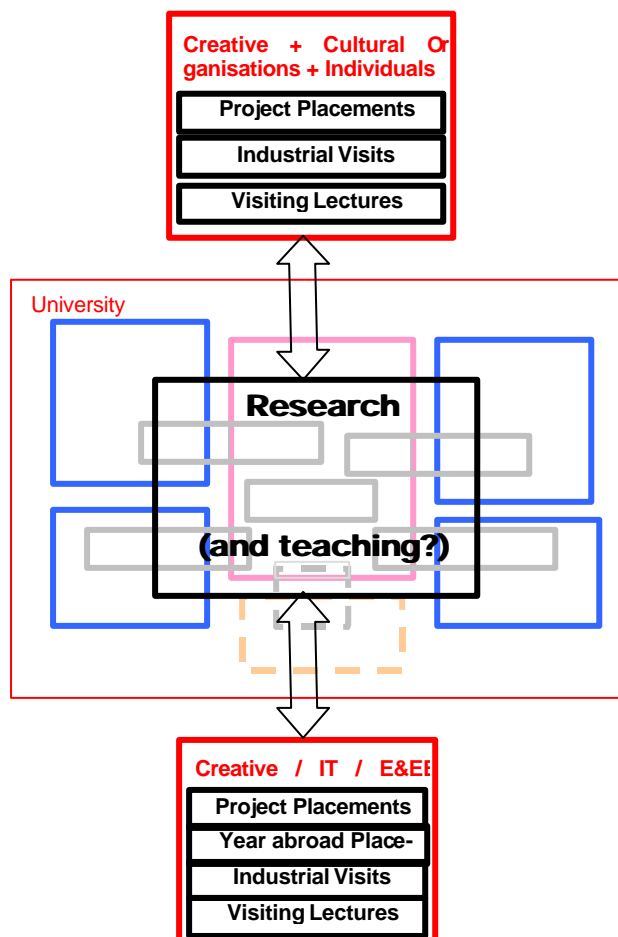 Creative + Cultural Or
ganisations + Individuals
Project Placements
Industrial Visits
Visiting Lectures
University
Research
(and teaching?)
Creative / IT / E&EE
Project Placements
Year abroad Place-
Industrial Visits
Visiting Lectures